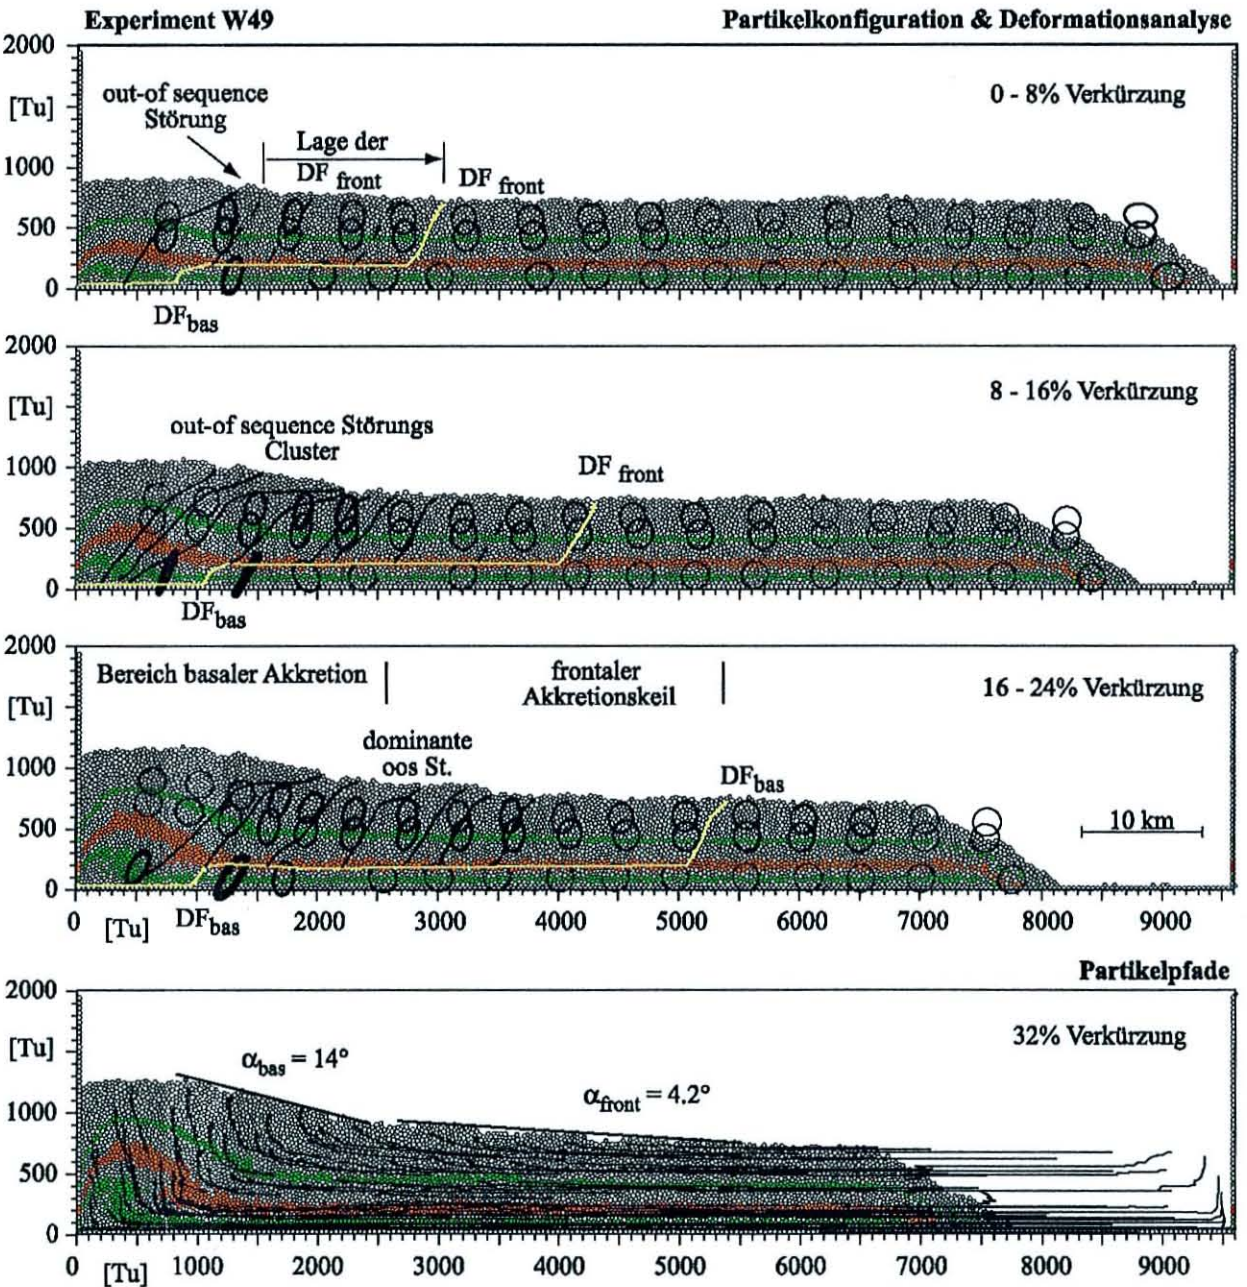 Experiment W49
Partikelkonfiguration & Deformationsanalyse
2000
0 - 8% Verkürzung
out-of sequence
Störung
[Tu]
Lage der
DF front
DF front
1000
500
0
DFbas
2000
8 - 16% Verkürzung
[Tu]
out-of sequence Störungs
Cluster
DF front
1000
500
0
DFbas
2000
Bereich basaler Akkretion
frontaler
Akkretionskeil
16 - 24% Verkürzung
[Tu]
dominante
oos St.
DFbas
1000
500
10 km
0
0 [Tu] DFbas 2000 3000 4000 5000 6000 7000 8000 9000
Partikelpfade
2000
32% Verkürzung
[Tu]
αbas = 14°
αfront = 4.2°
1000
500
0
0 [Tu] 1000 2000 3000 4000 5000 6000 7000 8000 9000